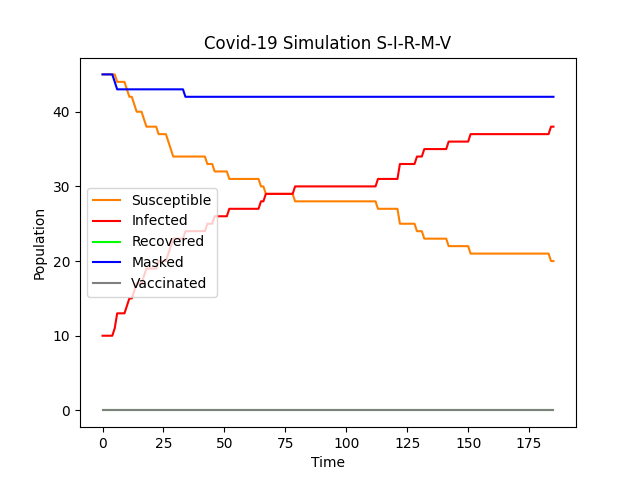 Covid-19 Simulation S-I-R-M-V
Population
40
30
20
10
0
Susceptible
Infected
Recovered
Masked
Vaccinated
0 25 50 75 100 125 150 175
Time